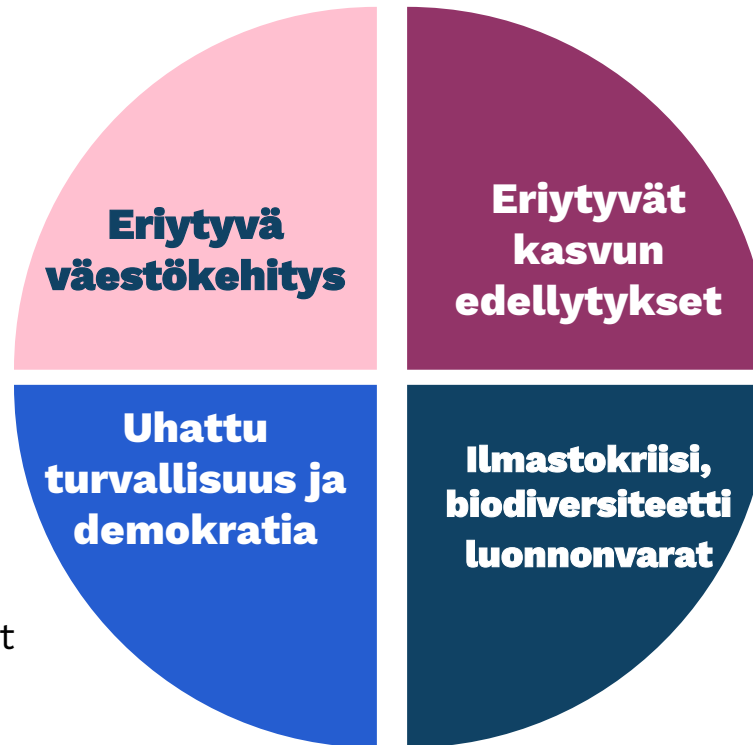 Eriytyvä
väestökehitys
Eriytyvät
kasvun
edellytykset
Uhattu
turvallisuus ja
demokratia
Ilmastokriisi,
biodiversiteetti
luonnonvarat
t